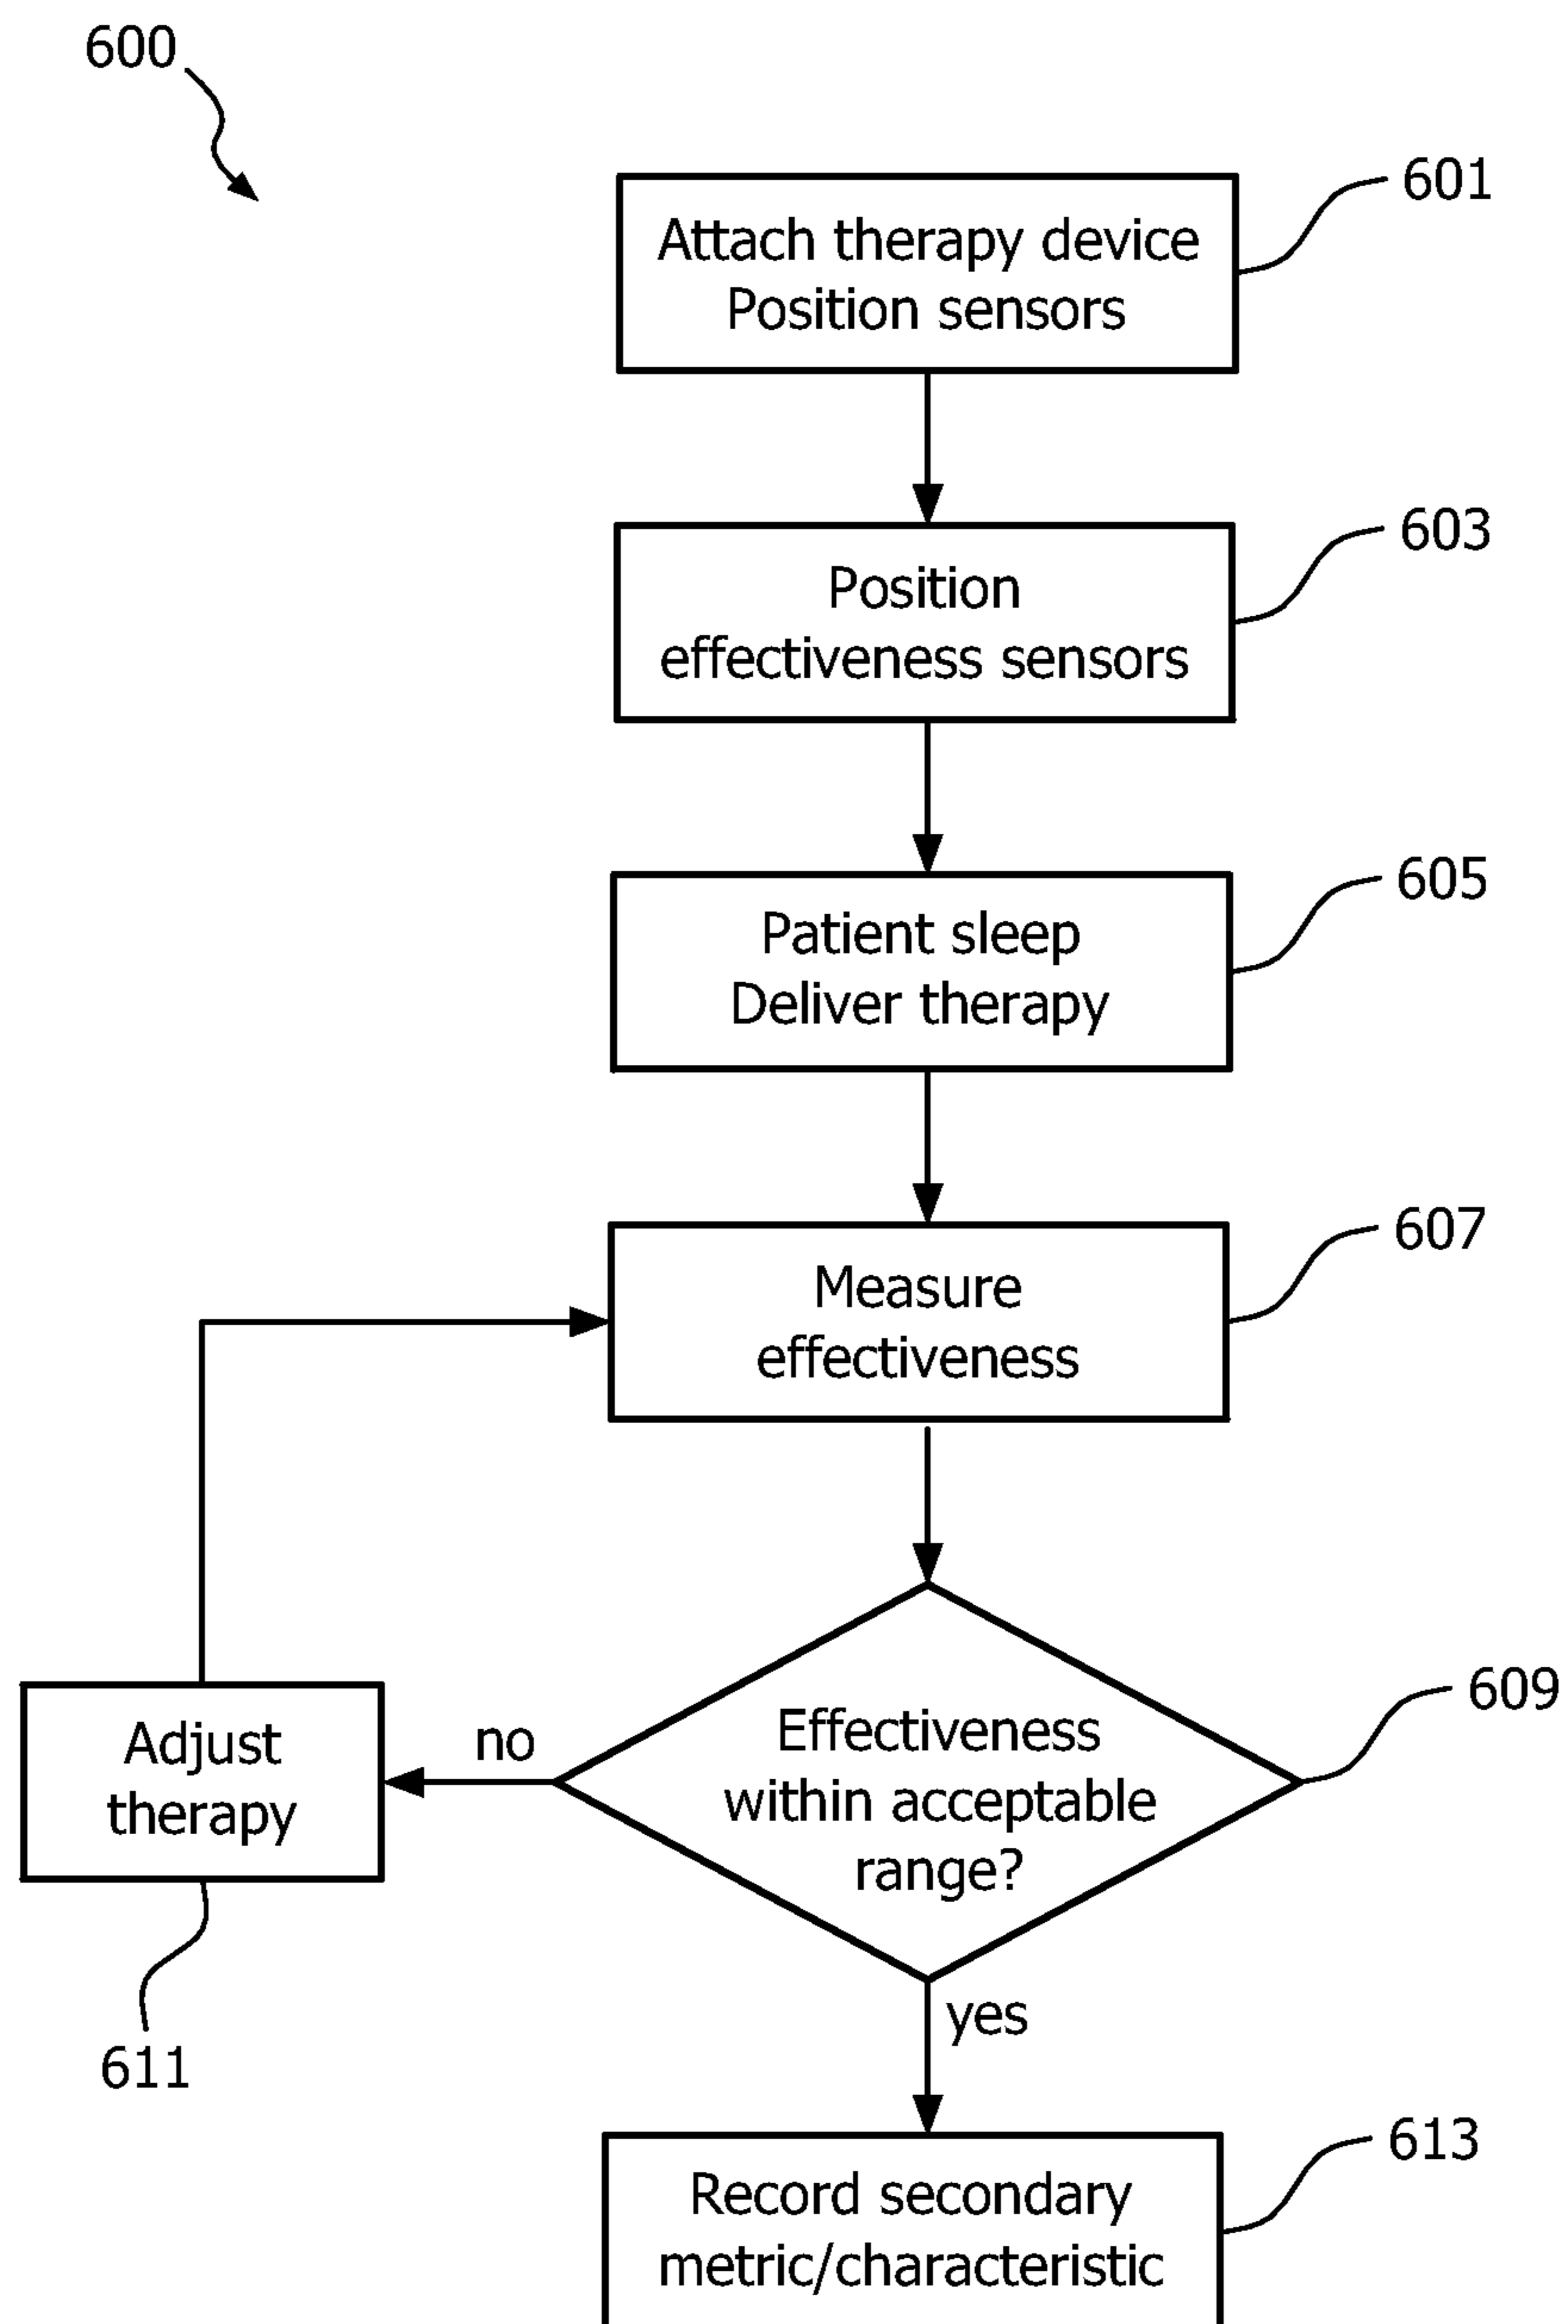 600
601
Attach therapy device
Position sensors
603
Position
effectiveness sensors
605
Patient sleep
Deliver therapy
607
Measure
effectiveness
609
Effectiveness
within acceptable
range?
no
Adjust
therapy
611
yes
613
Record secondary
metric/characteristic